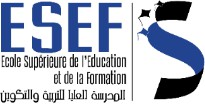 ESEF
Ecole Supérieure de l'Education
et de la Formation
المدرسة العليا للتربية والتكوين